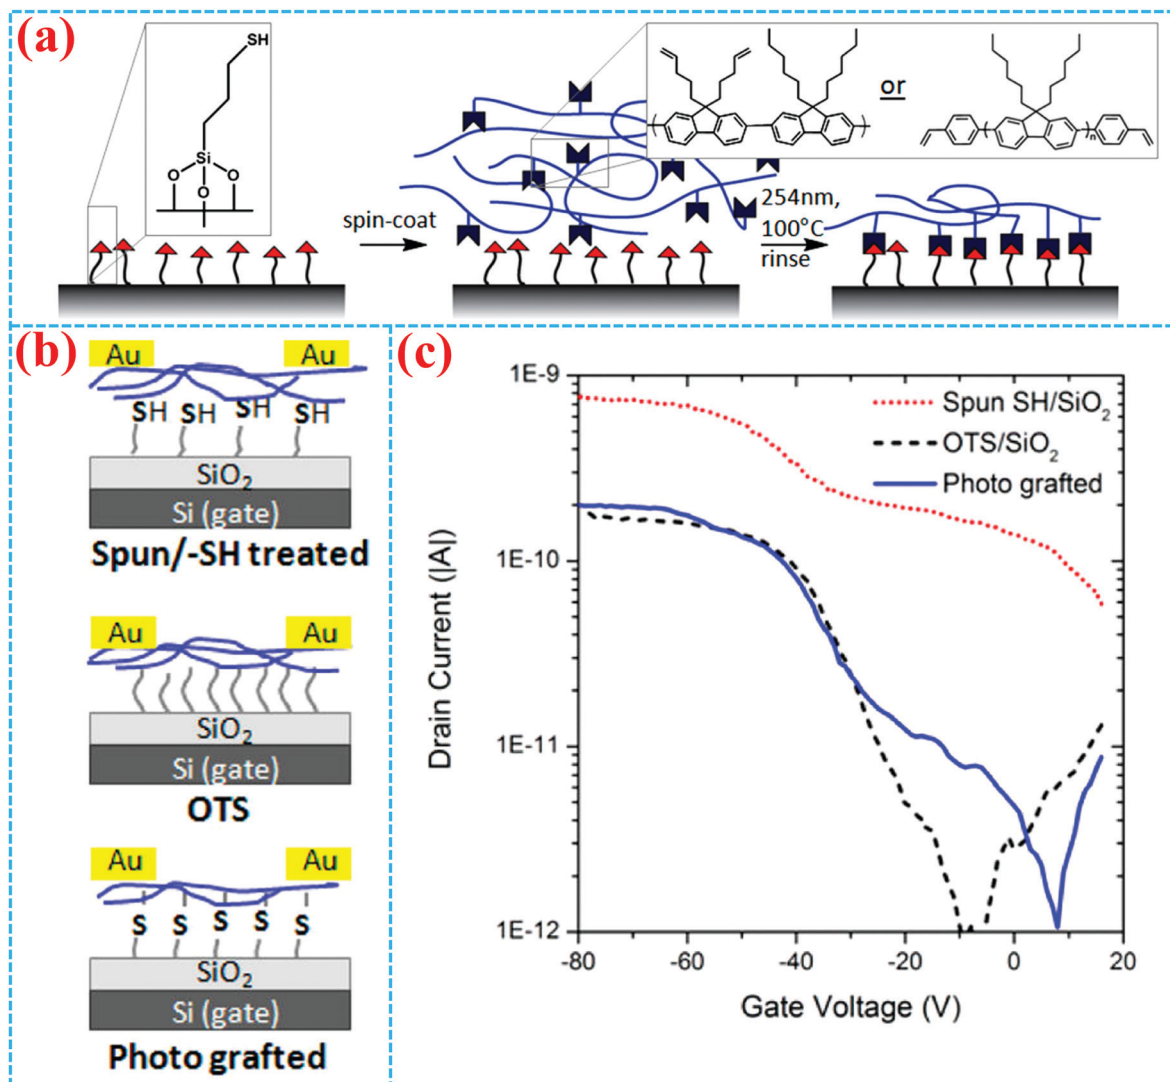 (a)
SH
Si
O
O
O
spin-coat
or
n
254nm,
100°C
rinse
(b)
Au
Au
SH
SH
SH
SH
SiO₂
Si (gate)
Spun/-SH treated
Au
Au
SiO₂
Si (gate)
OTS
Au
Au
S
S
S
S
S
SiO₂
Si (gate)
Photo grafted
(c)
1E-9
1E-10
1E-11
1E-12
Drain Current (|A|)
Spun SH/SiO₂
OTS/SiO₂
Photo grafted
-80
-60
-40
-20
0
20
Gate Voltage (V)